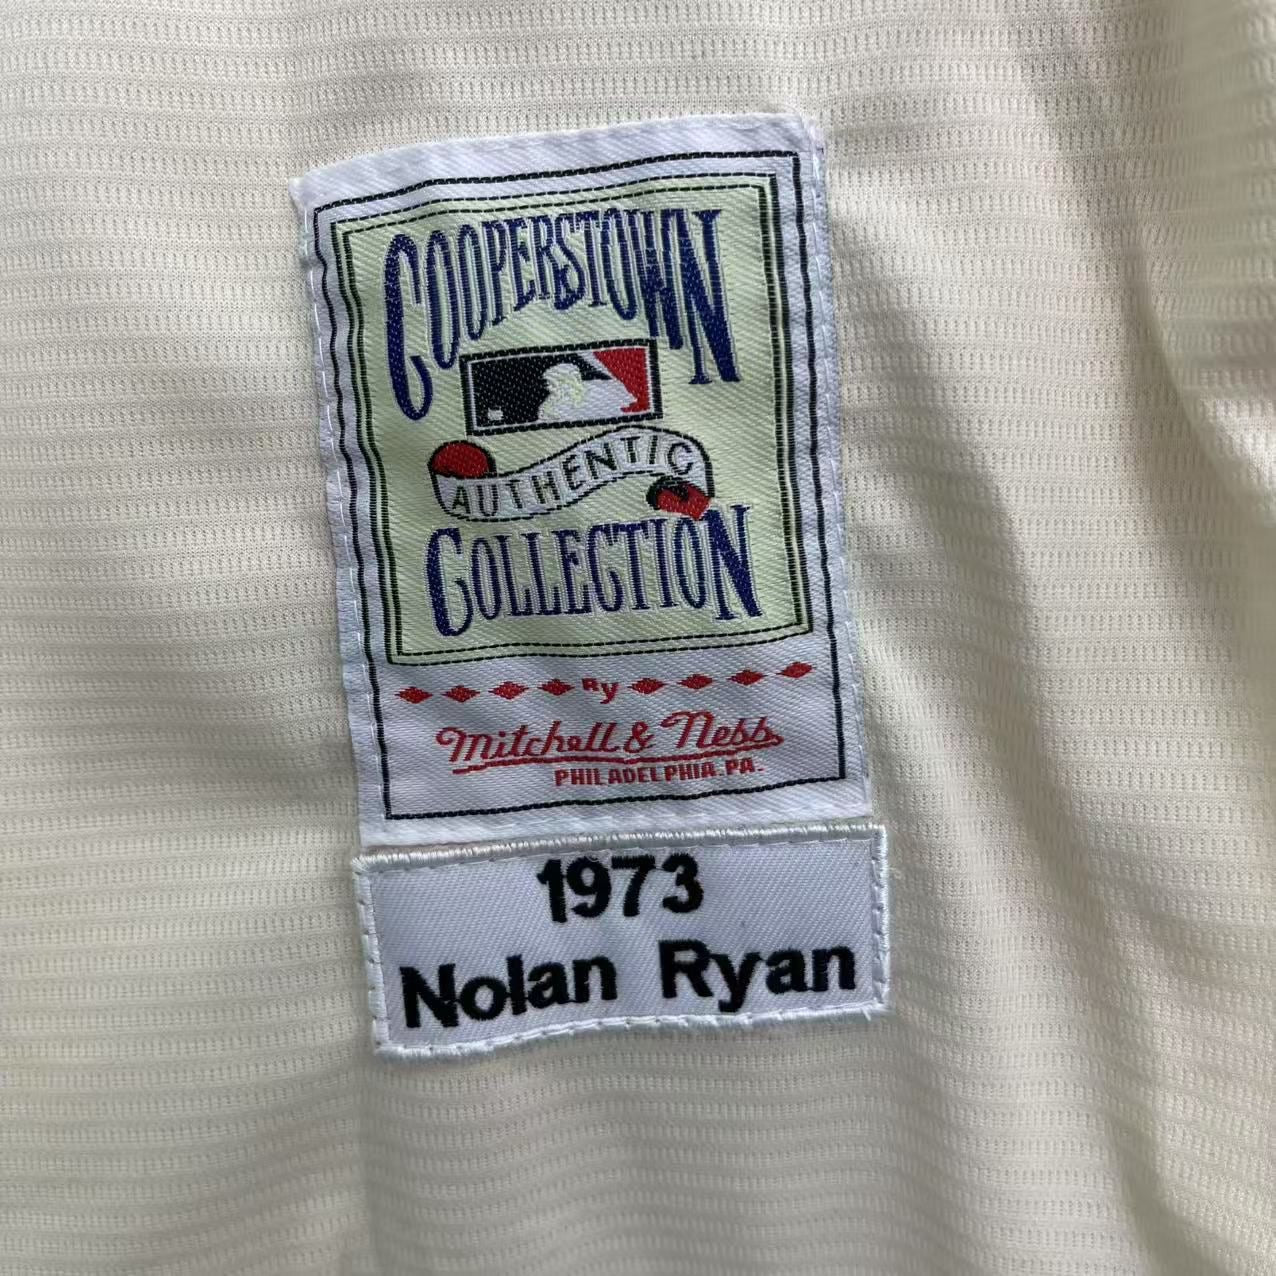 COOPERSTOWN
AUTHENTIC
COLLECTION
By
Mitchell & Ness
PHILADELPHIA.PA.
1973
Nolan Ryan